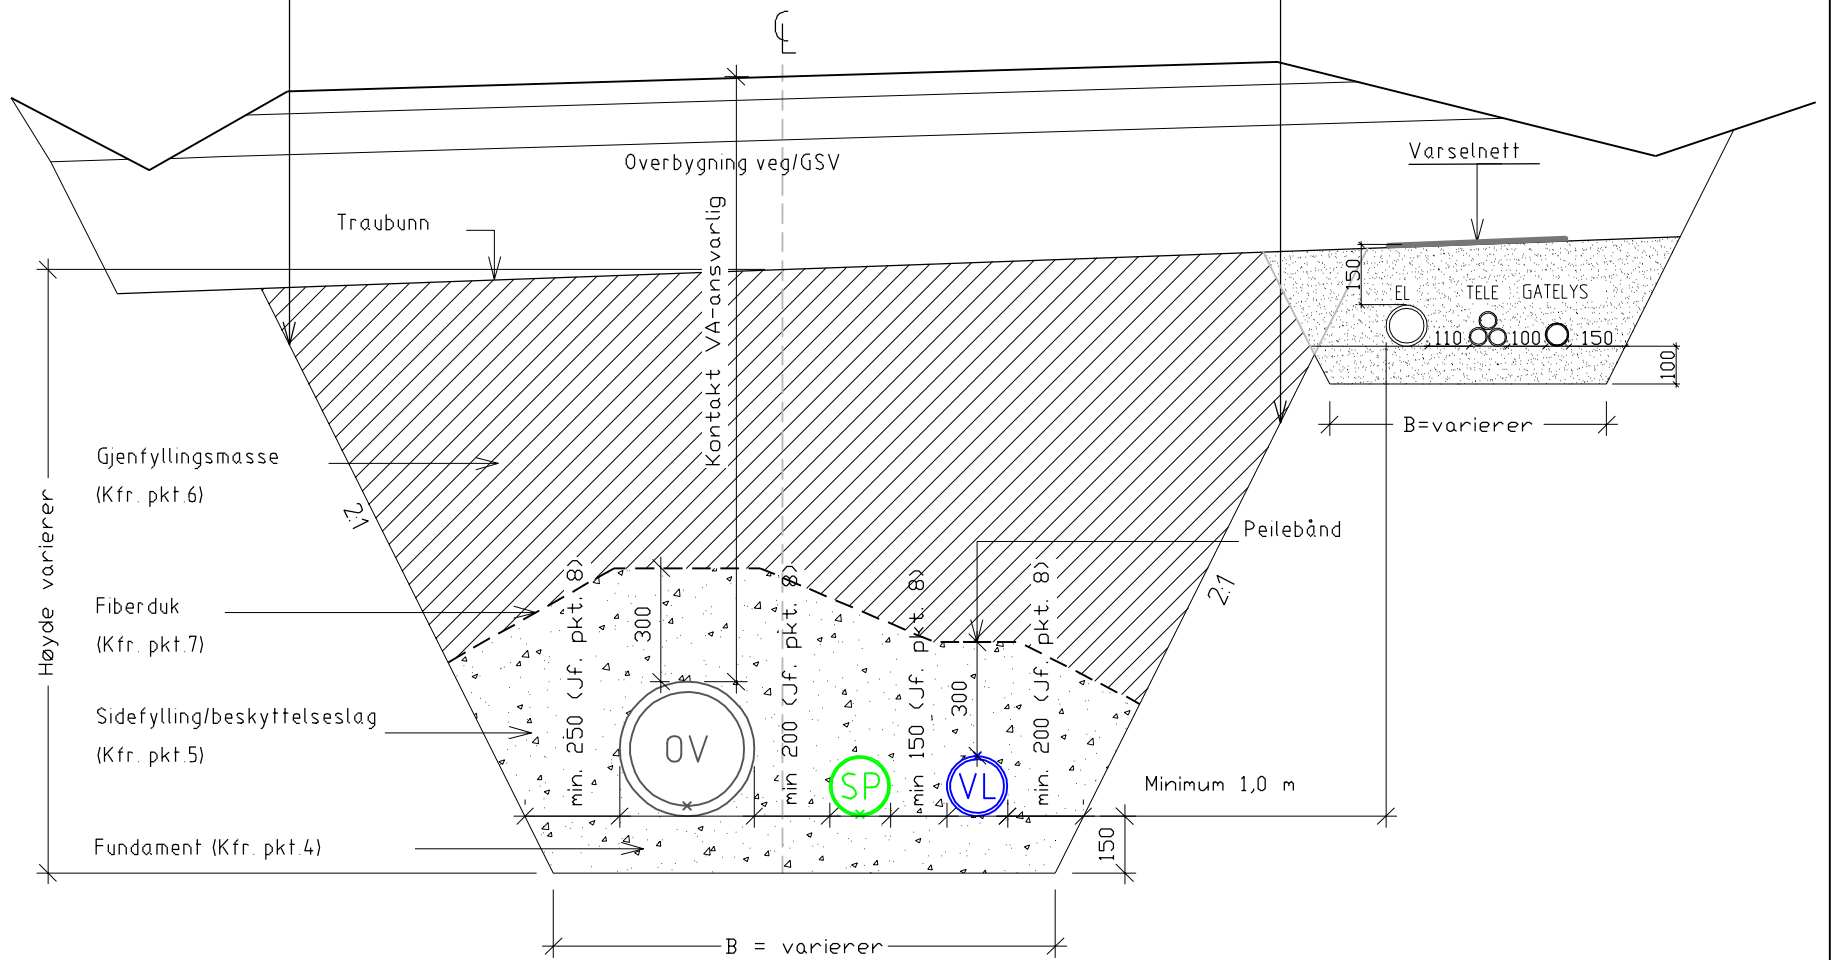 ℄
Overbygning veg/GSV
Varselnett
Traubunn
Kontakt VA-ansvarlig
150
EL
TELE
GATELYS
110
100
150
100
B=varierer
Gjenfyllingsmasse
(Kfr. pkt.6)
2:1
Høyde varierer
Peilebånd
2:1
Fiberduk
(Kfr. pkt.7)
300
300
min. 250 (Jf. pkt. 8)
min 200 (Jf. pkt. 8)
min 150 (Jf. pkt. 8)
min. 200 (Jf. pkt. 8)
Sidefylling/beskyttelseslag
(Kfr. pkt.5)
OV
SP
VL
Minimum 1,0 m
Fundament (Kfr. pkt.4)
150
B = varierer